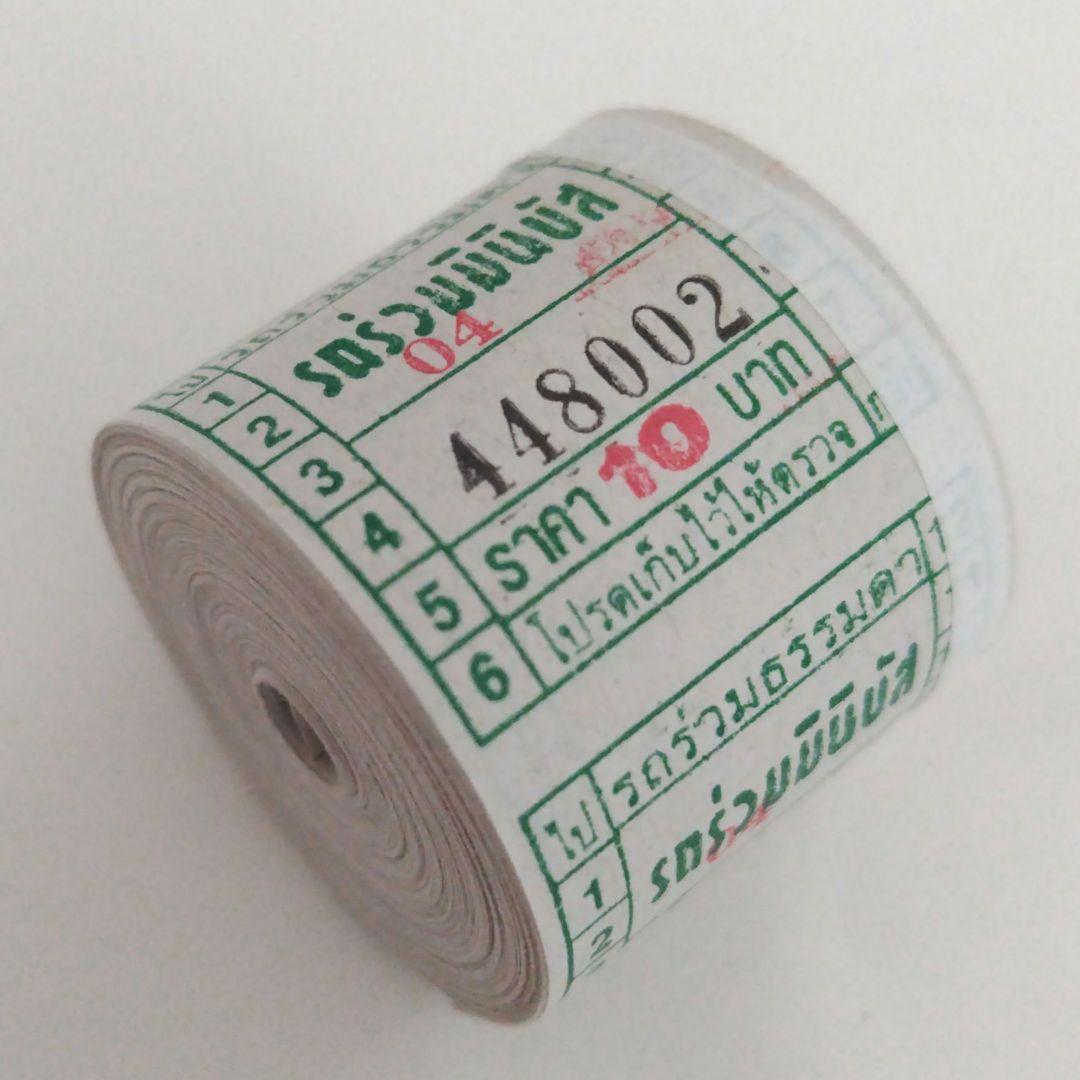 รถร่วมมินิบัส
04
448002
ราคา 10 บาท
โปรดเก็บไว้ให้ตรวจ
ไป
1
2
3
4
5
6
ไป รถร่วมธรรมดา 1
รถร่วมมินิบัส
1
2